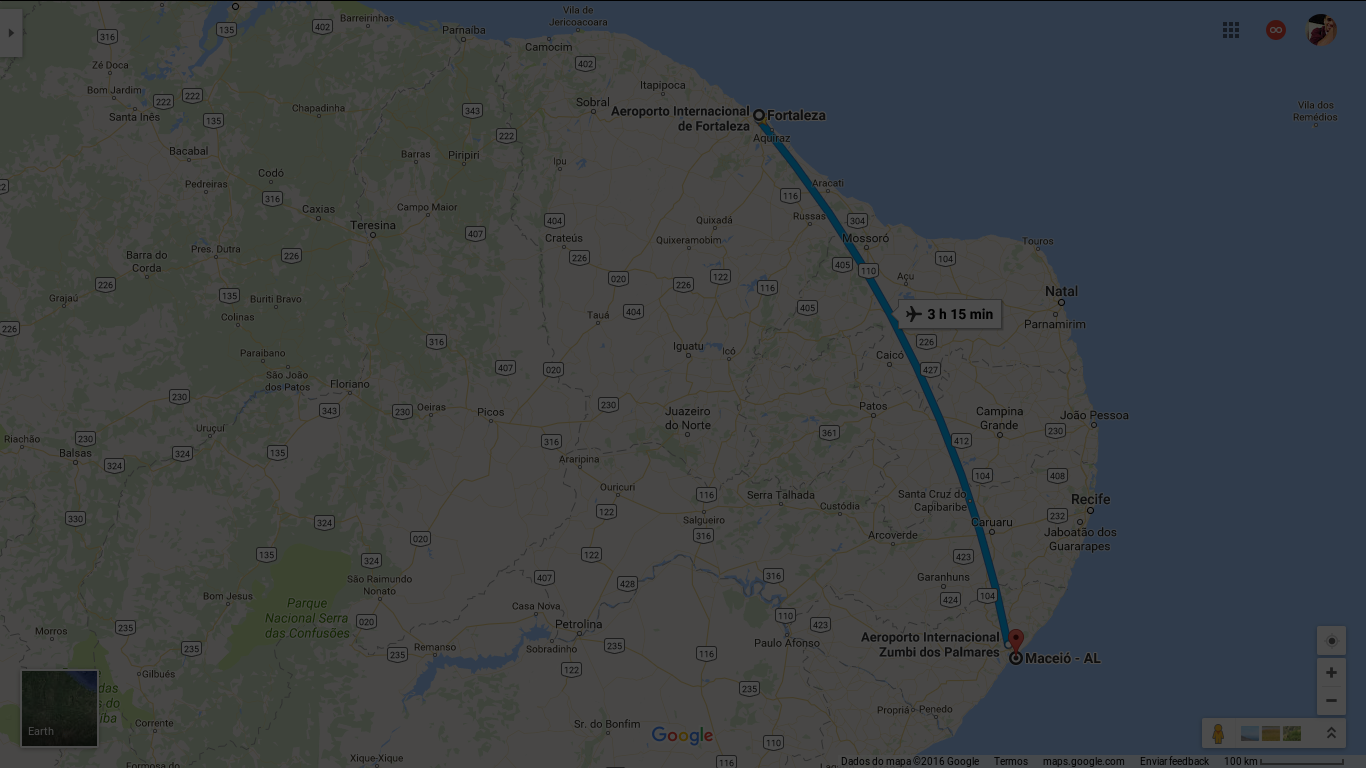 Vila de
Jericoacoara
Barreirinhas
135
402
Parnaíba
316
Camocim
Zé Doca
402
Bom Jardim
222
222
Itapipoca
Sobral
Chapadinha
343
Aeroporto Internacional
de Fortaleza
Fortaleza
Vila dos
Remédios
Santa Inês
135
222
Aquiraz
Bacabal
Barras
Piripiri
Ipu
Codó
Pedreiras
316
116
Aracati
Caxias
Campo Maior
404
Quixadá
Russas
304
Teresina
407
Crateús
Quixeramobim
Mossoró
Touros
Barra do
Corda
Pres. Dutra
226
226
405
110
104
226
020
226
122
116
Açu
Grajaú
135
Buriti Bravo
404
405
Natal
Colinas
Tauá
3 h 15 min
Parnamirim
226
316
Iguatu
Icó
226
Paraibano
Caicó
São João
dos Patos
Floriano
407
020
427
230
343
230
Oeiras
Picos
230
Juazeiro
do Norte
Patos
Campina
Grande
João Pessoa
Uruçuí
361
230
Riachão
230
316
412
Balsas
324
324
135
Araripina
104
408
Ouricuri
116
Serra Talhada
Santa Cruz do
Capibaribe
Recife
330
324
122
Salgueiro
Custódia
232
Caruaru
316
Jaboatão dos
Guararapes
020
Arcoverde
135
324
122
423
São Raimundo
Nonato
407
428
316
Garanhuns
Bom Jesus
Parque
Nacional Serra
das Confusões
Casa Nova
424
104
020
110
423
235
Petrolina
Morros
235
Remanso
235
Sobradinho
235
116
Paulo Afonso
Aeroporto Internacional
Zumbi dos Palmares
Maceió - AL
Gilbués
122
235
das
s do
íba
Propriá
Penedo
Corrente
Sr. do Bonfim
Earth
Google
110
Xique-Xique
116
Formosa do
Lag
Dados do mapa ©2016 Google
Termos
maps.google.com
Enviar feedback
100 km